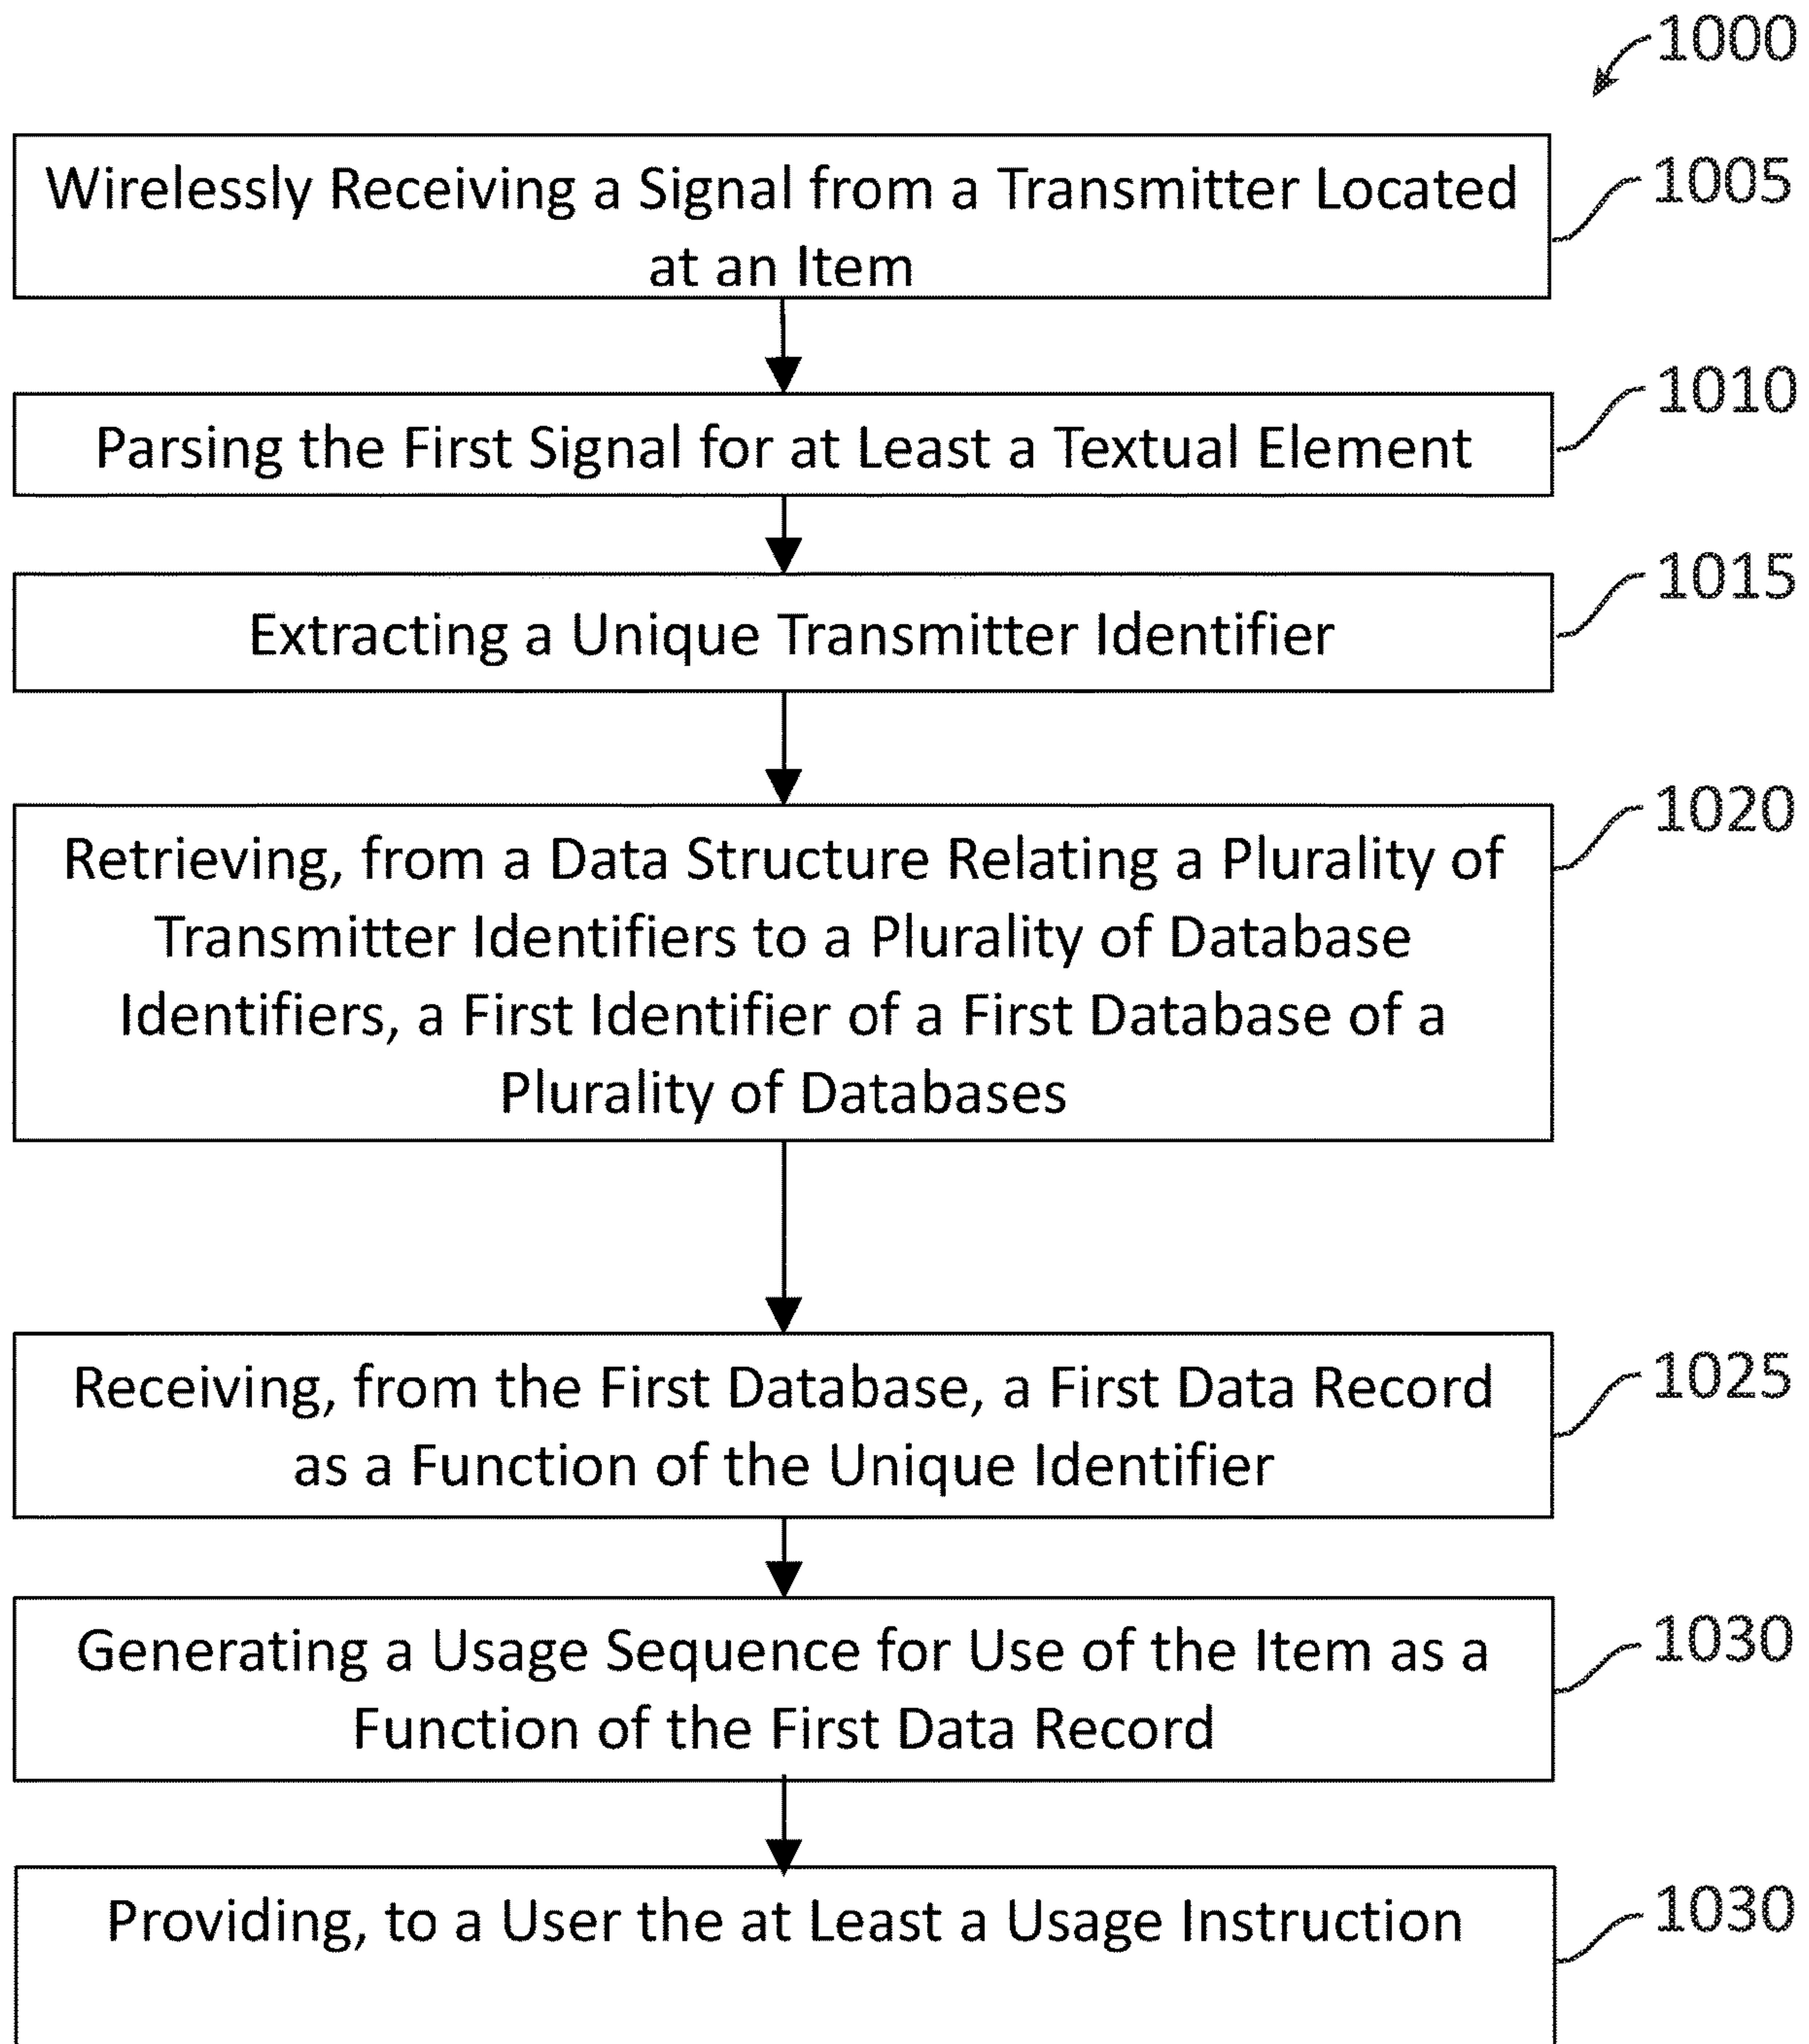 1000
Wirelessly Receiving a Signal from a Transmitter Located
at an Item
1005
Parsing the First Signal for at Least a Textual Element
1010
Extracting a Unique Transmitter Identifier
1015
Retrieving, from a Data Structure Relating a Plurality of
Transmitter Identifiers to a Plurality of Database
Identifiers, a First Identifier of a First Database of a
Plurality of Databases
1020
Receiving, from the First Database, a First Data Record
as a Function of the Unique Identifier
1025
Generating a Usage Sequence for Use of the Item as a
Function of the First Data Record
1030
Providing, to a User the at Least a Usage Instruction
1030